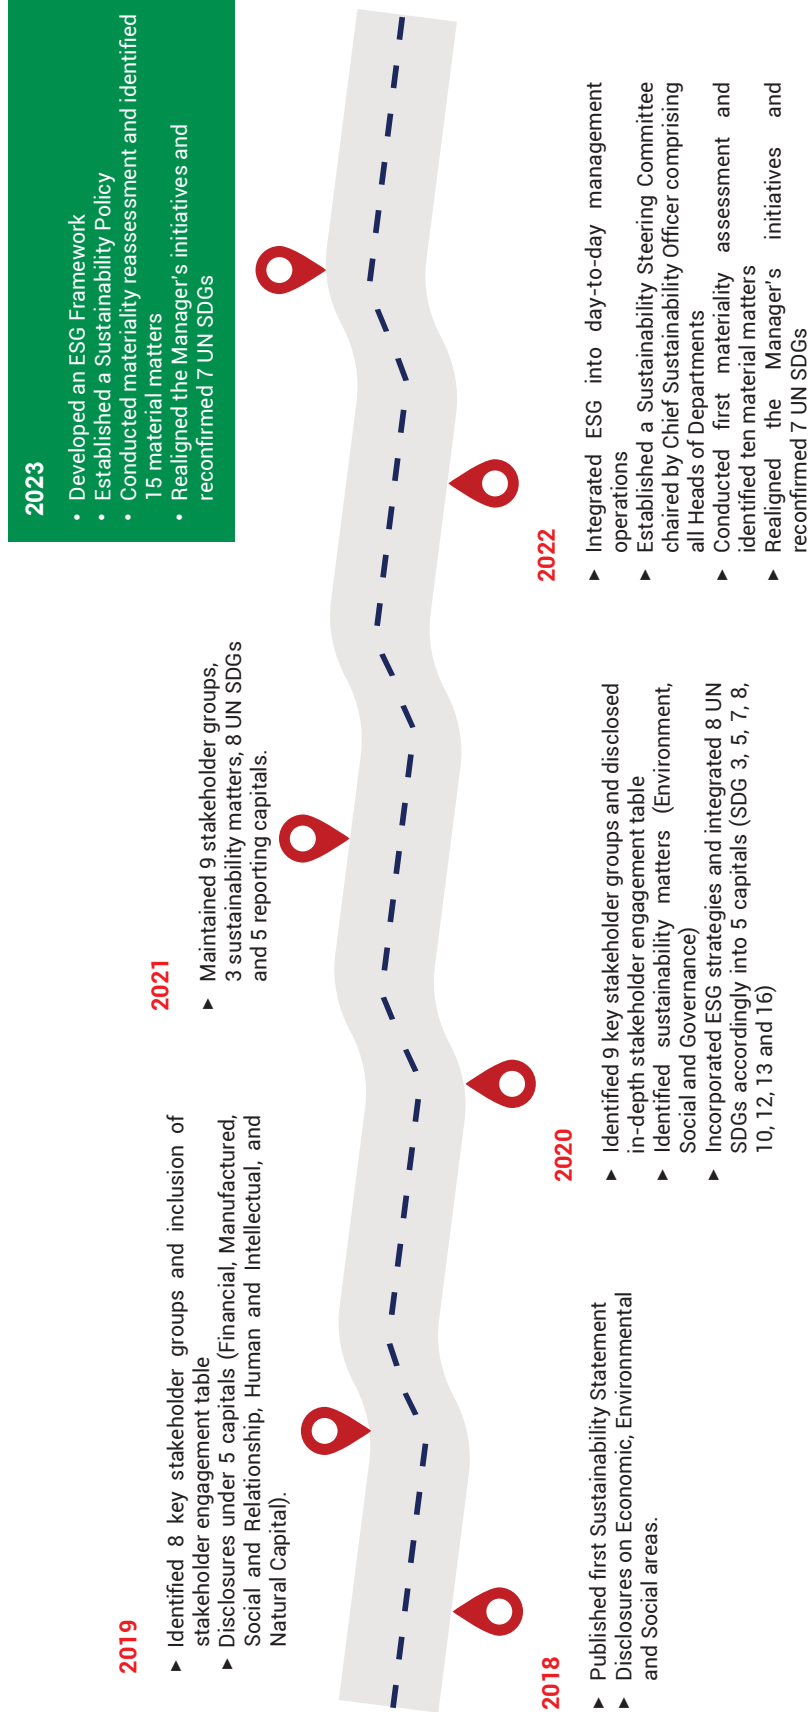 2018
► Published first Sustainability Statement
► Disclosures on Economic, Environmental
and Social areas.
2019
► Identified 8 key stakeholder groups and inclusion of
stakeholder engagement table
► Disclosures under 5 capitals (Financial, Manufactured,
Social and Relationship, Human and Intellectual, and
Natural Capital).
2020
► Identified 9 key stakeholder groups and disclosed
in-depth stakeholder engagement table
► Identified sustainability matters (Environment,
Social and Governance)
► Incorporated ESG strategies and integrated 8 UN
SDGs accordingly into 5 capitals (SDG 3, 5, 7, 8,
10, 12, 13 and 16)
2021
► Maintained 9 stakeholder groups,
3 sustainability matters, 8 UN SDGs
and 5 reporting capitals.
2022
► Integrated ESG into day-to-day management
operations
► Established a Sustainability Steering Committee
chaired by Chief Sustainability Officer comprising
all Heads of Departments
► Conducted first materiality assessment and
identified ten material matters
► Realigned the Manager's initiatives and
reconfirmed 7 UN SDGs
2023
• Developed an ESG Framework
• Established a Sustainability Policy
• Conducted materiality reassessment and identified
15 material matters
• Realigned the Manager's initiatives and
reconfirmed 7 UN SDGs